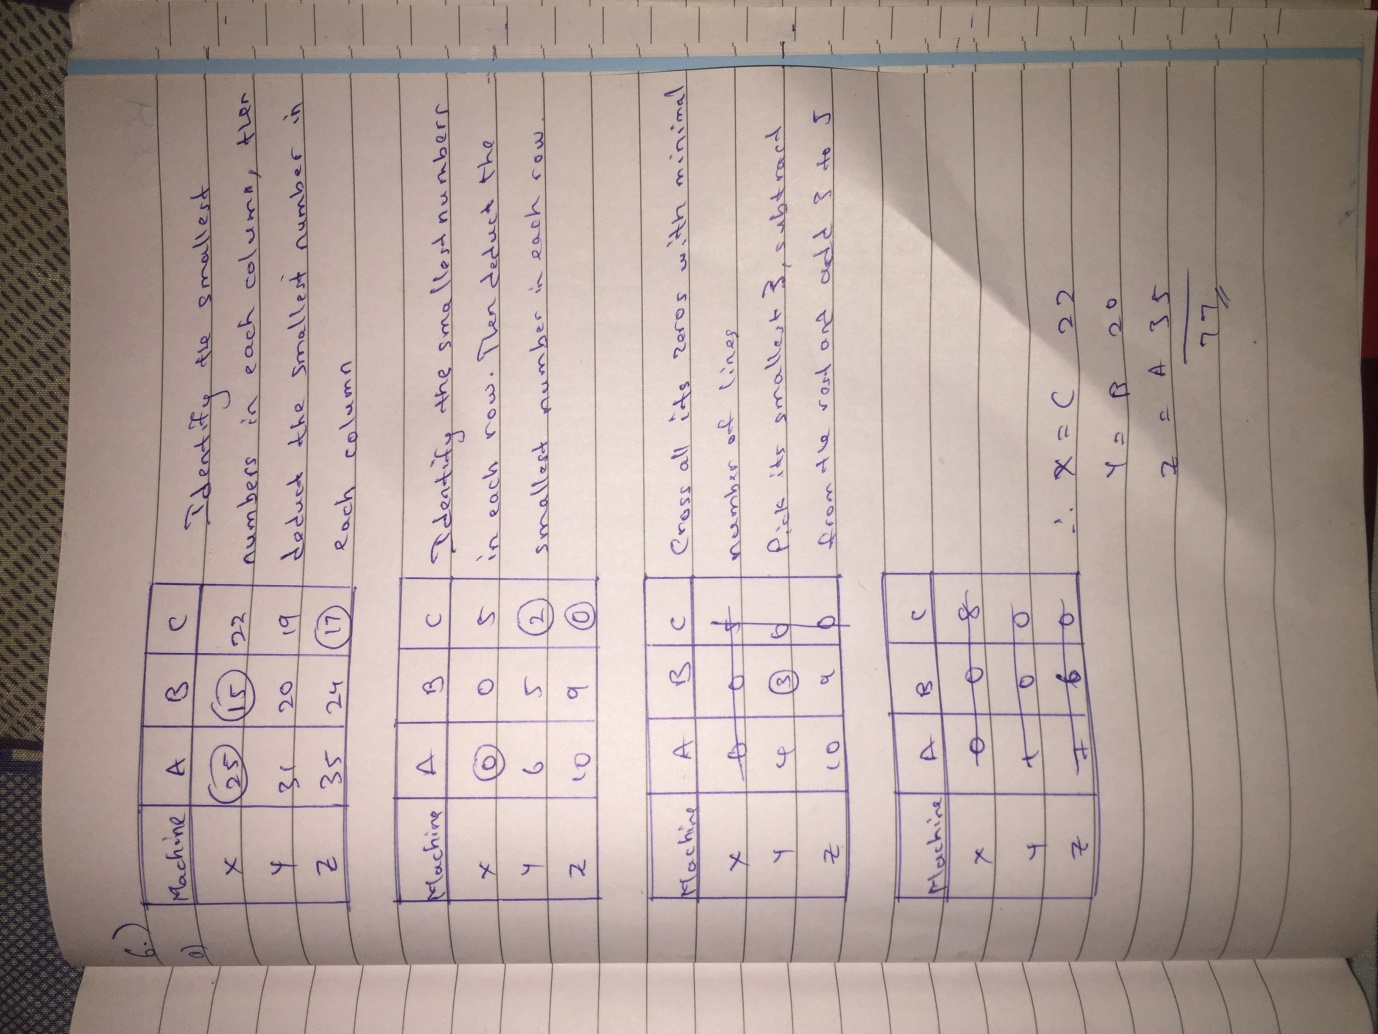 6.)
a)
Machine A B C
X 25 15 22
Y 31 20 19
Z 35 24 17
Identify the smallest
numbers in each column, then
deduct the smallest number in
each column
Machine A B C
X 0 0 5
Y 6 5 2
Z 10 9 0
Identify the smallest numbers
in each row. Then deduct the
smallest number in each row.
Machine A B C
X 0 0 5
Y 4 3 0
Z 10 9 0
Cross all its zeros with minimal
number of lines
Pick its smallest 3, subtract
from the rest and add 3 to 5
Machine A B C
X 0 0 8
Y 1 0 0
Z 7 6 0
∴ X = C 22
Y = B 20
Z = A 35
77